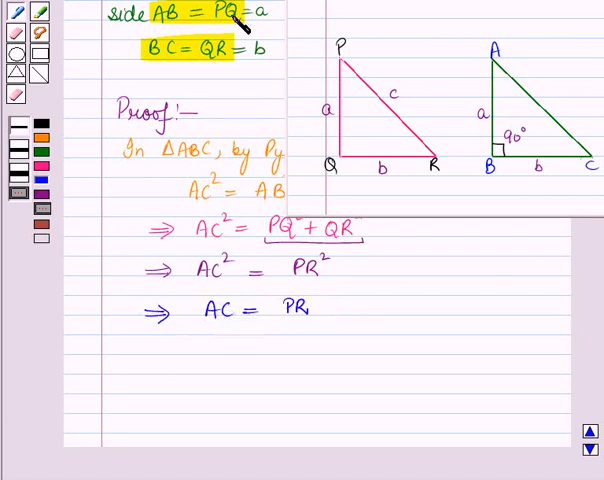 side AB = PQ = a
BC = QR = b
Proof :-
In ΔABC, by Py
AC² = AB
⇒ AC² = PQ² + QR²
⇒ AC² = PR²
⇒ AC = PR
P
a
c
Q
b
R
A
a
90°
B
b
C